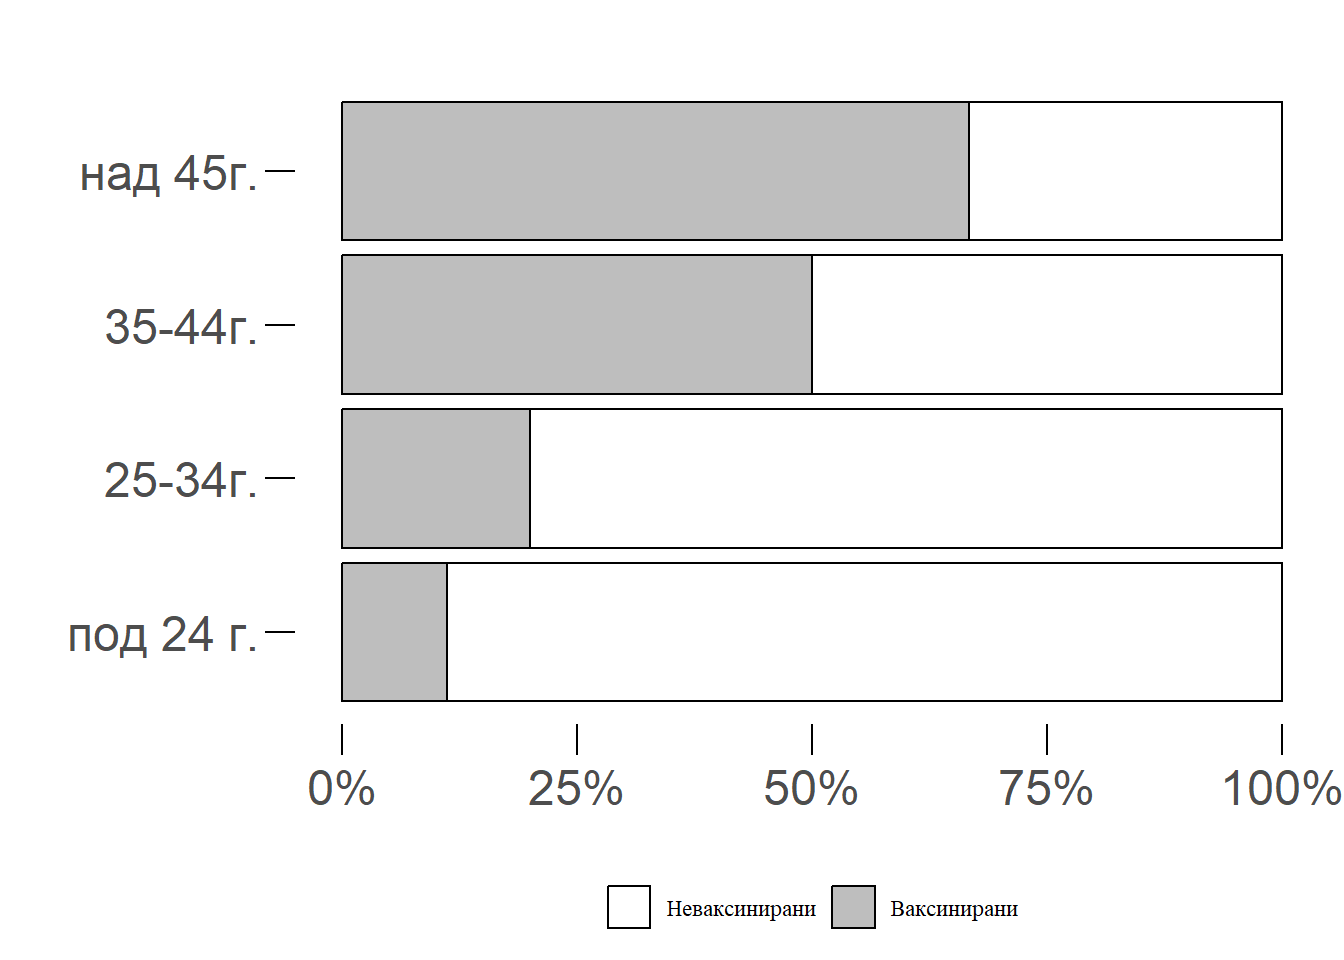 над 45г.
35-44г.
25-34г.
под 24 г.
0% 25% 50% 75% 100%
Неваксинирани Ваксинирани